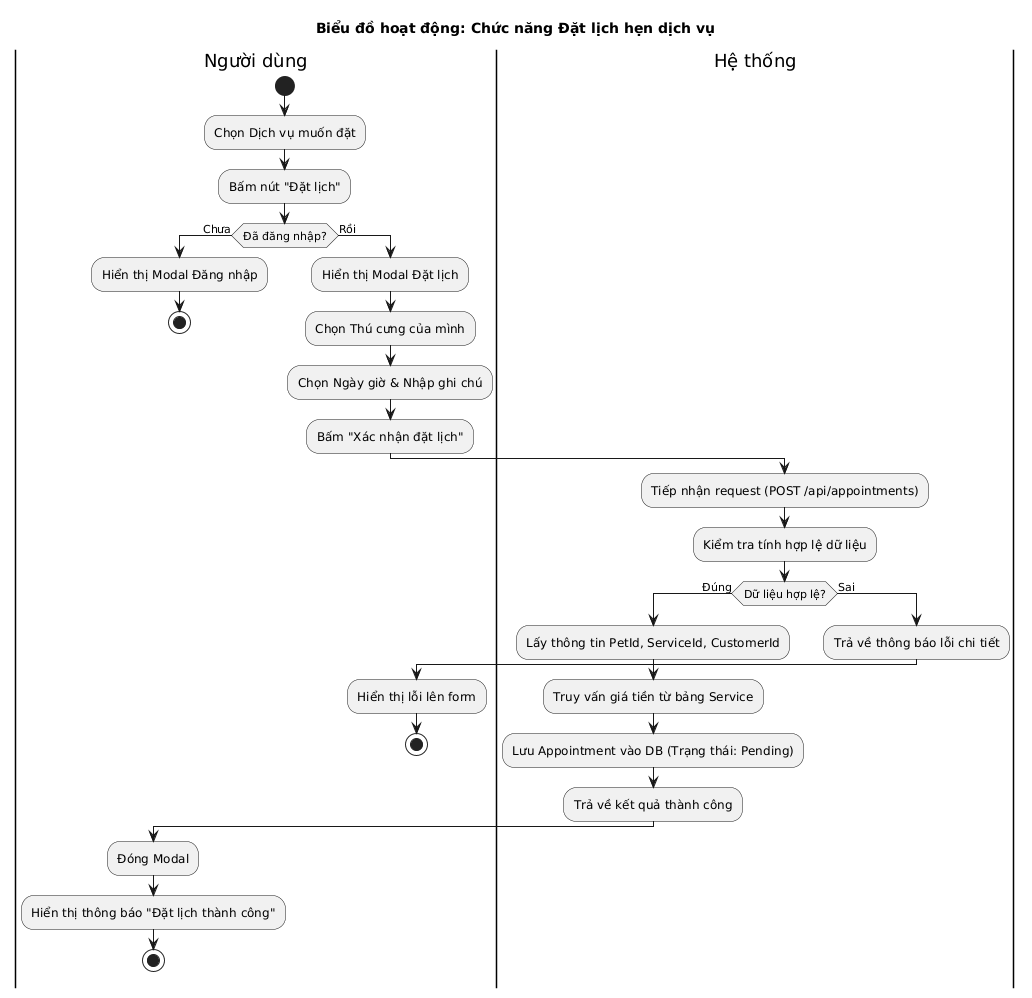 Biểu đồ hoạt động: Chức năng Đặt lịch hẹn dịch vụ
Người dùng
Hệ thống
Chọn Dịch vụ muốn đặt
Bấm nút "Đặt lịch"
Chưa
Đã đăng nhập?
Rồi
Hiển thị Modal Đăng nhập
Hiển thị Modal Đặt lịch
Chọn Thú cưng của mình
Chọn Ngày giờ & Nhập ghi chú
Bấm "Xác nhận đặt lịch"
Tiếp nhận request (POST /api/appointments)
Kiểm tra tính hợp lệ dữ liệu
Đúng
Dữ liệu hợp lệ?
Sai
Lấy thông tin PetId, ServiceId, CustomerId
Trả về thông báo lỗi chi tiết
Hiển thị lỗi lên form
Truy vấn giá tiền từ bảng Service
Lưu Appointment vào DB (Trạng thái: Pending)
Trả về kết quả thành công
Đóng Modal
Hiển thị thông báo "Đặt lịch thành công"